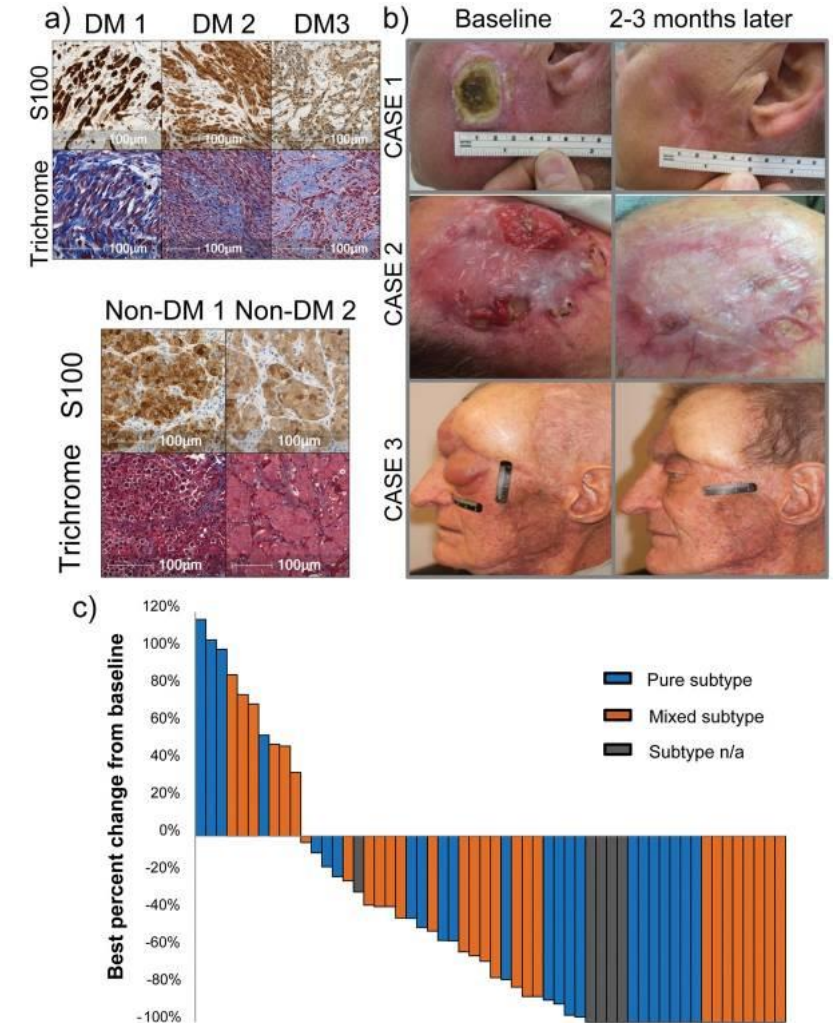 a) DM 1 DM 2 DM3
S100
100µm 100µm 100µm
Trichrome
100µm 100µm 100µm
Non-DM 1 Non-DM 2
S100
100µm 100µm
Trichrome
100µm 100µm
b) Baseline 2-3 months later
CASE 1
CASE 2
CASE 3
c)
Best percent change from baseline
120%
100%
80%
60%
40%
20%
0%
-20%
-40%
-60%
-80%
-100%
Pure subtype
Mixed subtype
Subtype n/a